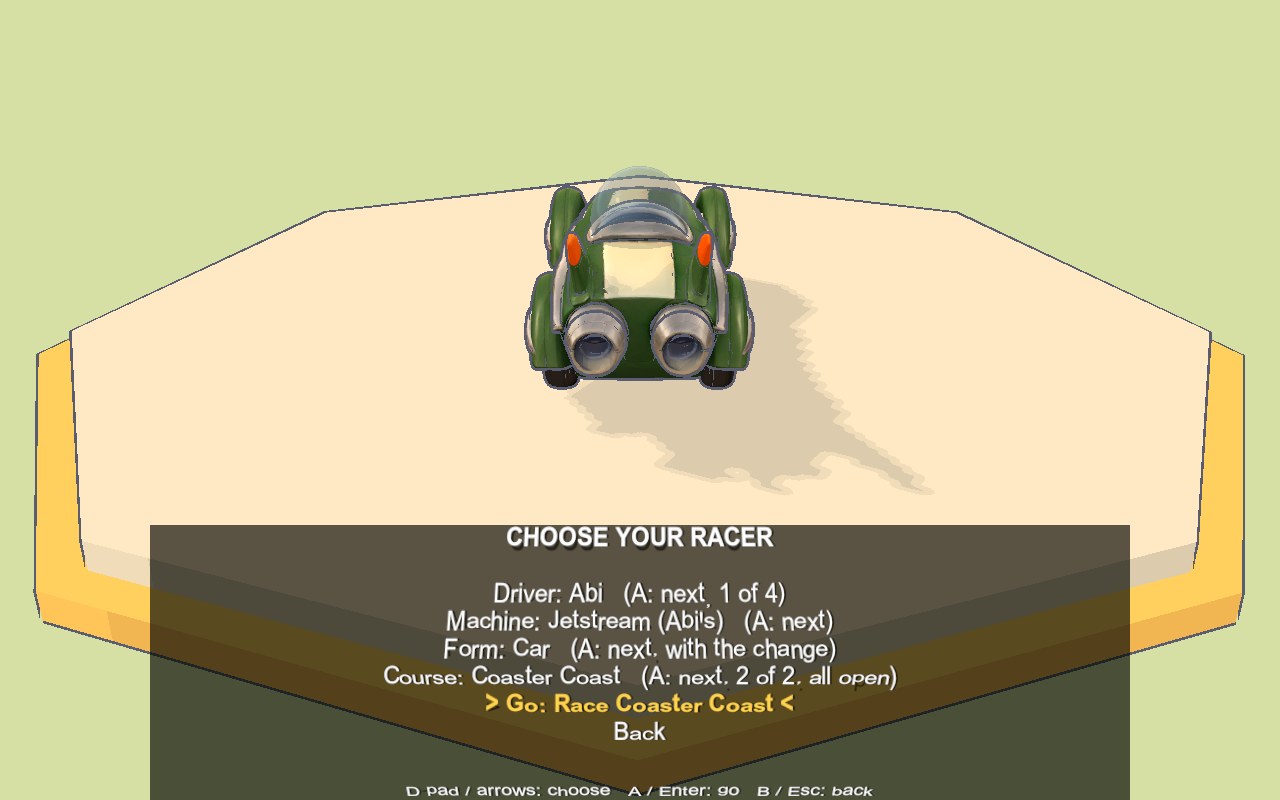 CHOOSE YOUR RACER
Driver: Abi (A: next, 1 of 4)
Machine: Jetstream (Abi's) (A: next)
Form: Car (A: next, with the change)
Course: Coaster Coast (A: next, 2 of 2, all open)
> Go: Race Coaster Coast <
Back
D pad / arrows: choose A / Enter: go B / Esc: back